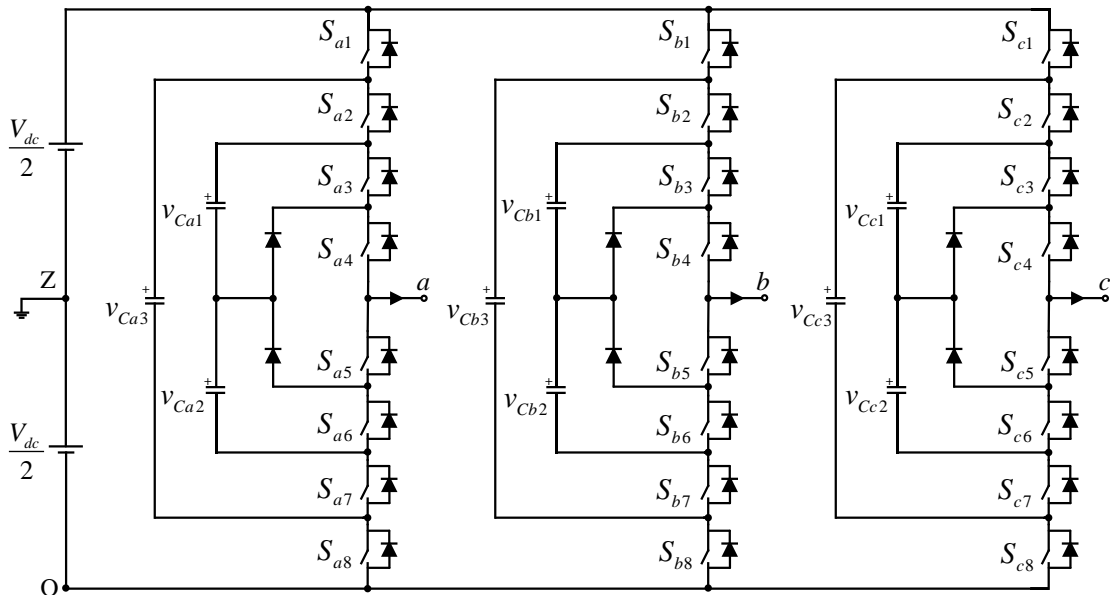 S_{a1} S_{b1} S_{c1}
S_{a2} S_{b2} S_{c2}
\frac{V_{dc}}{2}
S_{a3} S_{b3} S_{c3}
+ + +
v_{Ca1} v_{Cb1} v_{Cc1}
S_{a4} S_{b4} S_{c4}
Z
+ a + b + c
v_{Ca3} v_{Cb3} v_{Cc3}
S_{a5} S_{b5} S_{c5}
+ + +
v_{Ca2} v_{Cb2} v_{Cc2}
S_{a6} S_{b6} S_{c6}
\frac{V_{dc}}{2}
S_{a7} S_{b7} S_{c7}
S_{a8} S_{b8} S_{c8}
O